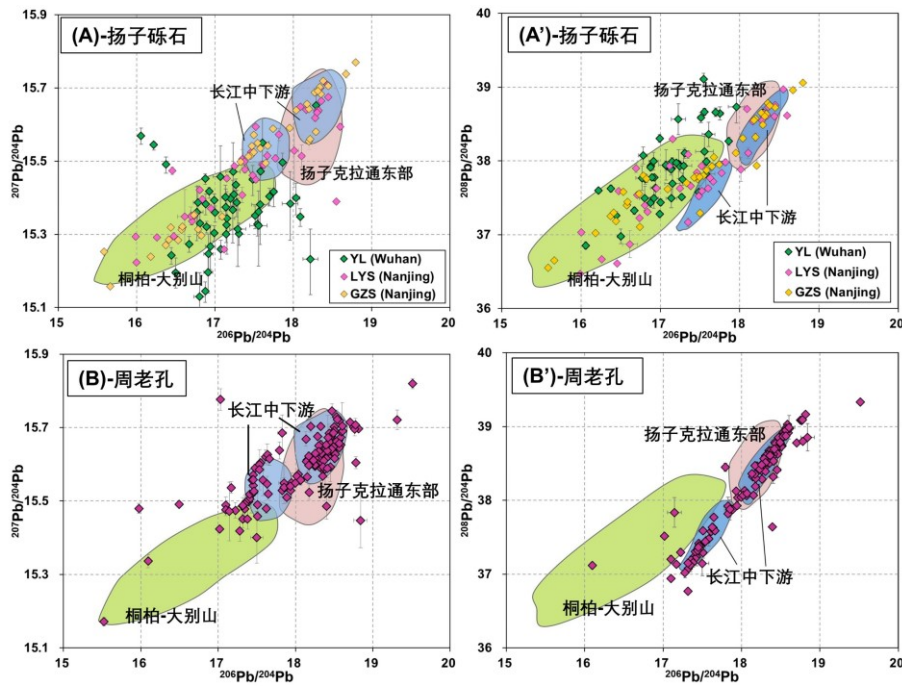 (A)-扬子砾石
15.9
15.7
15.5
15.3
15.1
²⁰⁷Pb/²⁰⁴Pb
长江中下游
扬子克拉通东部
桐柏-大别山
YL (Wuhan)
LYS (Nanjing)
GZS (Nanjing)
15 16 17 18 19 20
²⁰⁶Pb/²⁰⁴Pb
(A’)-扬子砾石
40
39
38
37
36
²⁰⁸Pb/²⁰⁴Pb
扬子克拉通东部
长江中下游
桐柏-大别山
YL (Wuhan)
LYS (Nanjing)
GZS (Nanjing)
15 16 17 18 19 20
²⁰⁶Pb/²⁰⁴Pb
(B)-周老孔
15.9
15.7
15.5
15.3
15.1
²⁰⁷Pb/²⁰⁴Pb
长江中下游
扬子克拉通东部
桐柏-大别山
15 16 17 18 19 20
²⁰⁶Pb/²⁰⁴Pb
(B’)-周老孔
40
39
38
37
36
²⁰⁸Pb/²⁰⁴Pb
扬子克拉通东部
长江中下游
桐柏-大别山
15 16 17 18 19 20
²⁰⁶Pb/²⁰⁴Pb